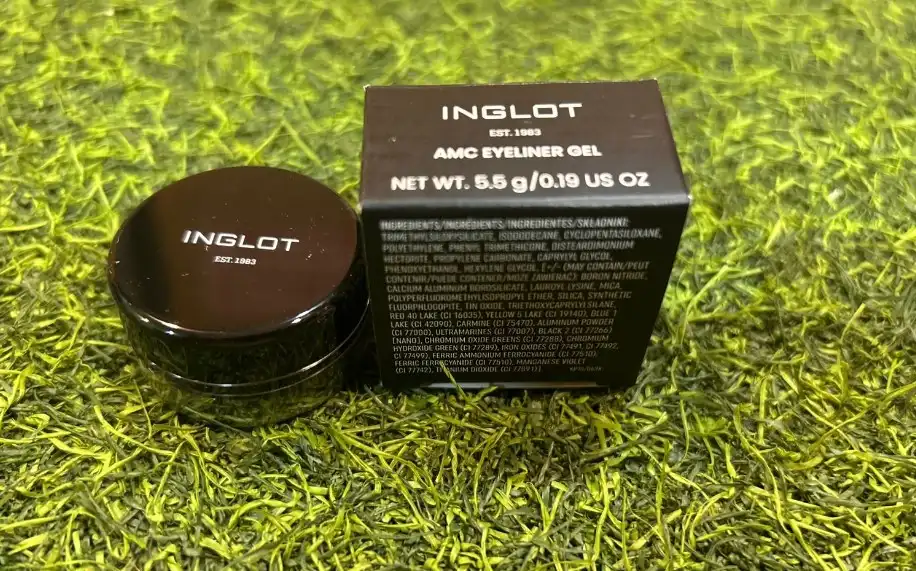 INGLOT
EST. 1983
INGLOT
EST. 1983
AMC EYELINER GEL
NET WT. 5.5 g/0.19 US OZ
INGREDIENTS/INGRÉDIENTS/INGREDIENTES/SKŁADNIKI:
TRIMETHYLSILOXYSILICATE, ISODODECANE, CYCLOPENTASILOXANE,
POLYETHYLENE, PHENYL TRIMETHICONE, DISTEARDIMONIUM
HECTORITE, PROPYLENE CARBONATE, CAPRYLYL GLYCOL,
PHENOXYETHANOL, HEXYLENE GLYCOL, [+/- (MAY CONTAIN/PEUT
CONTENIR/PUEDE CONTENER/MOŻE ZAWIERAĆ): BORON NITRIDE,
CALCIUM ALUMINUM BOROSILICATE, LAUROYL LYSINE, MICA,
POLYPERFLUOROMETHYLISOPROPYL ETHER, SILICA, SYNTHETIC
FLUORPHLOGOPITE, TIN OXIDE, TRIETHOXYCAPRYLYLSILANE,
RED 40 LAKE (CI 16035), YELLOW 5 LAKE (CI 19140), BLUE 1
LAKE (CI 42090), CARMINE (CI 75470), ALUMINUM POWDER
(CI 77000), ULTRAMARINES (CI 77007), BLACK 2 (CI 77266)
[NANO], CHROMIUM OXIDE GREENS (CI 77288), CHROMIUM
HYDROXIDE GREEN (CI 77289), IRON OXIDES (CI 77491, CI 77492,
CI 77499), FERRIC AMMONIUM FERROCYANIDE (CI 77510),
FERRIC FERROCYANIDE (CI 77510), MANGANESE VIOLET
(CI 77742), TITANIUM DIOXIDE (CI 77891)]